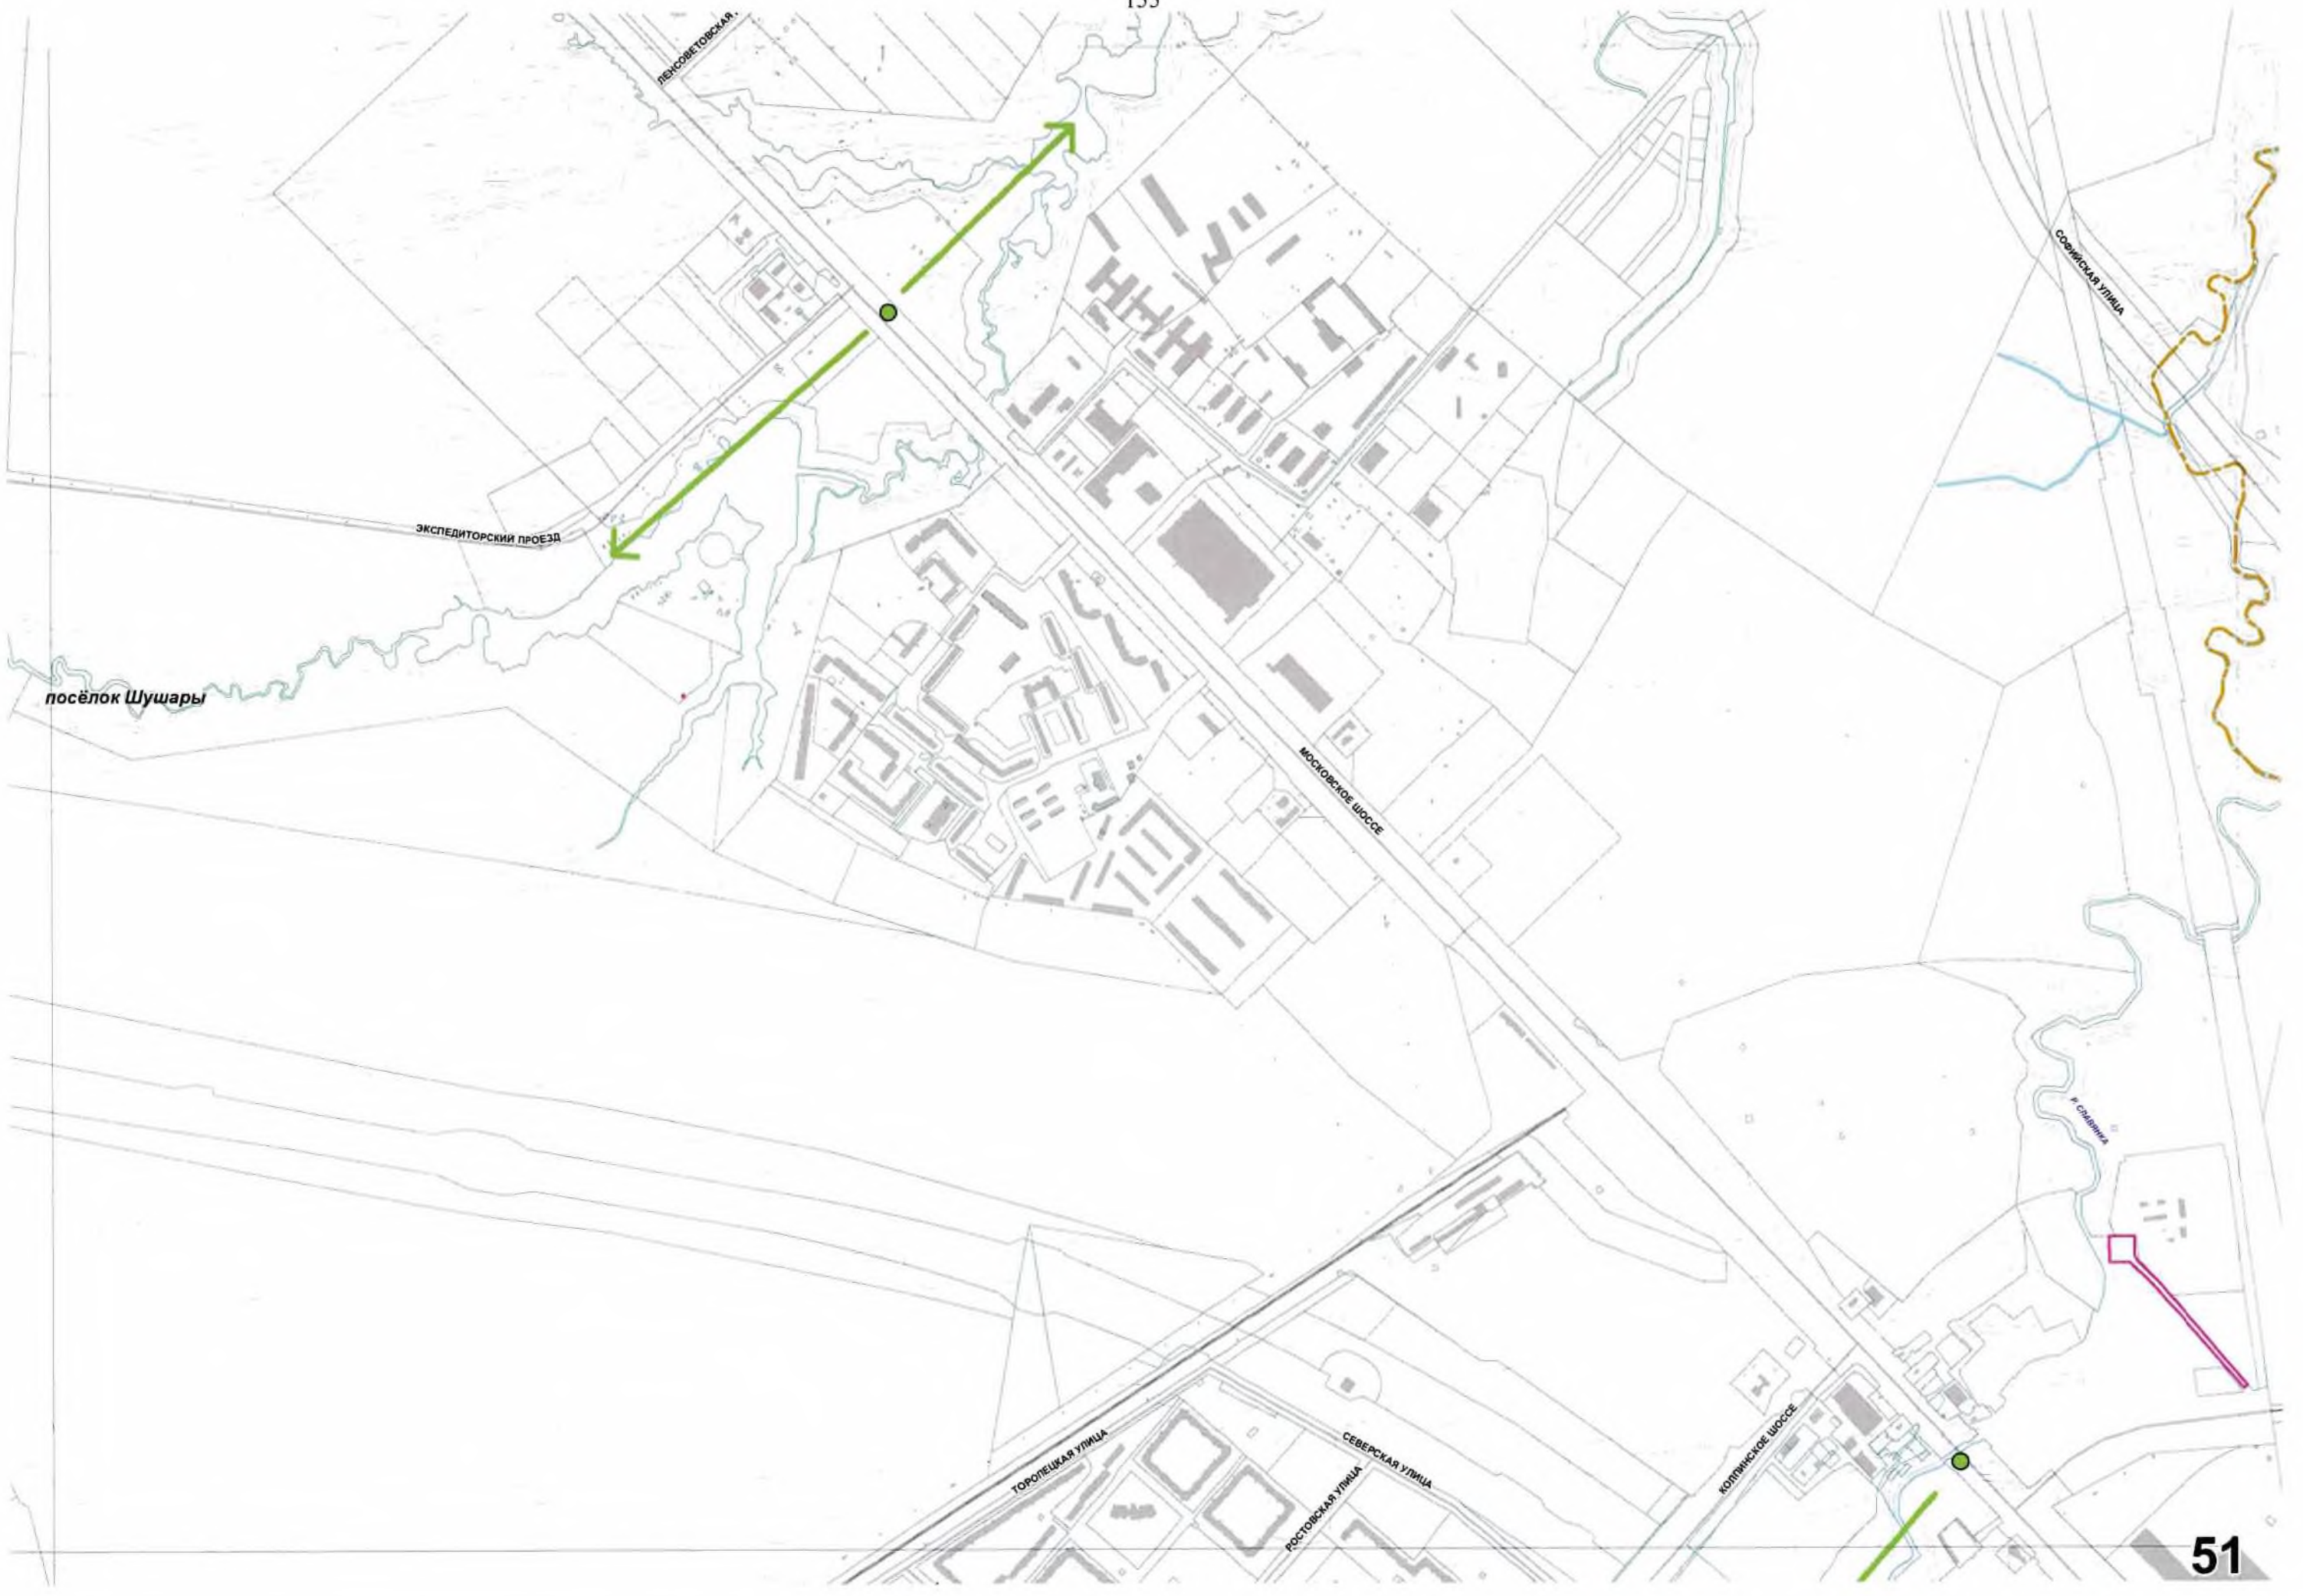 ЛЕНСОВЕТОВСКАЯ
СОФИЙСКАЯ УЛИЦА
ЭКСПЕДИТОРСКИЙ ПРОЕЗД
посёлок Шушары
МОСКОВСКОЕ ШОССЕ
Р. СЛАВЯНКА
ТОРОПЕЦКАЯ УЛИЦА
СЕВЕРСКАЯ УЛИЦА
РОСТОВСКАЯ УЛИЦА
КОЛПИНСКОЕ ШОССЕ
51